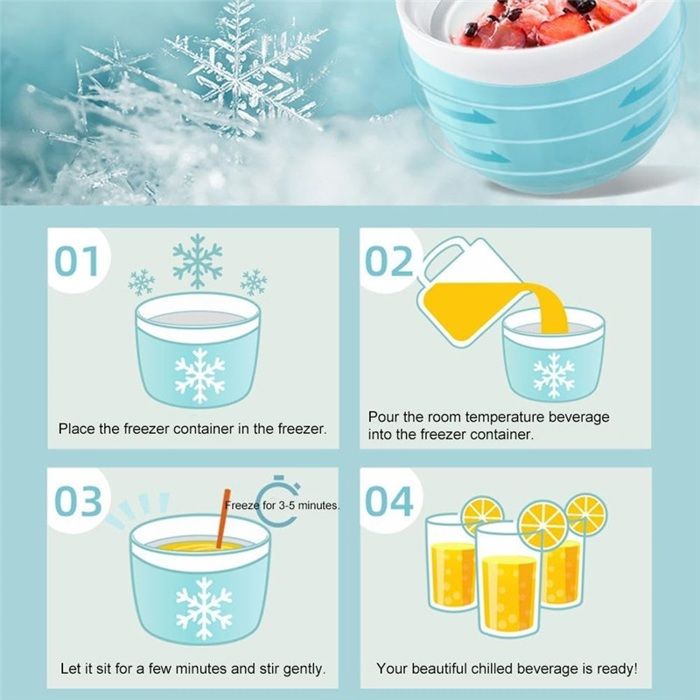 01
Place the freezer container in the freezer.
02
Pour the room temperature beverage
into the freezer container.
03
Freeze for 3-5 minutes.
Let it sit for a few minutes and stir gently.
04
Your beautiful chilled beverage is ready!